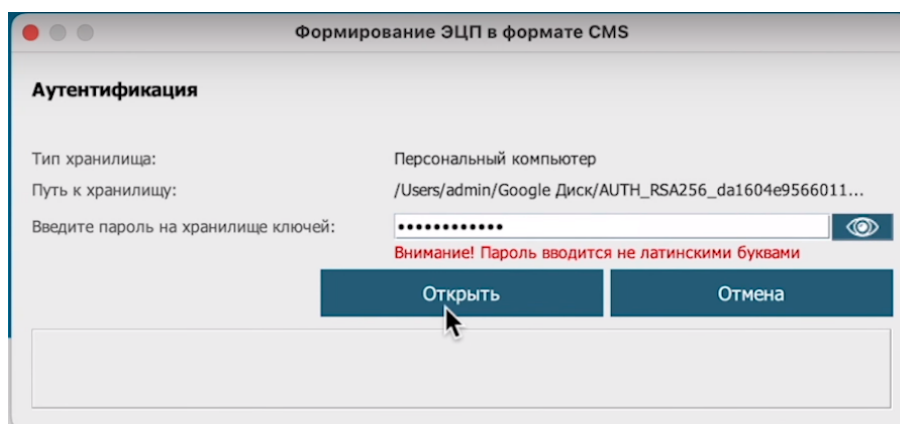 Формирование ЭЦП в формате CMS
Аутентификация
Тип хранилища: Персональный компьютер
Путь к хранилищу: /Users/admin/Google Диск/AUTH_RSA256_da1604e9566011...
Введите пароль на хранилище ключей: ••••••••••••
Внимание! Пароль вводится не латинскими буквами
Открыть Отмена